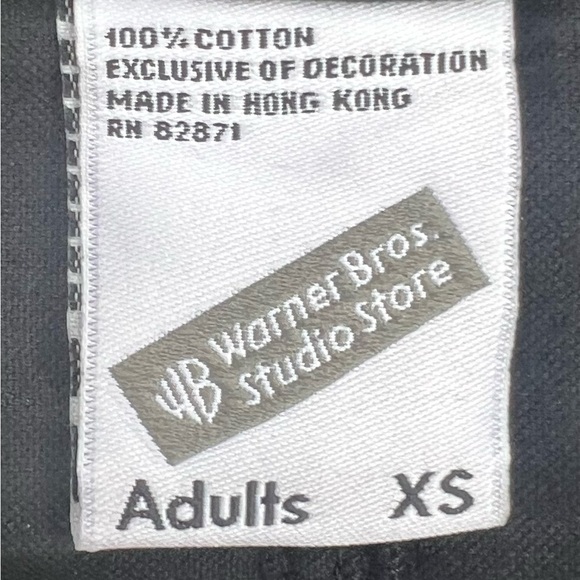 100% COTTON
EXCLUSIVE OF DECORATION
MADE IN HONG KONG
RN 82871
WB Warner Bros.
Studio Store
Adults XS